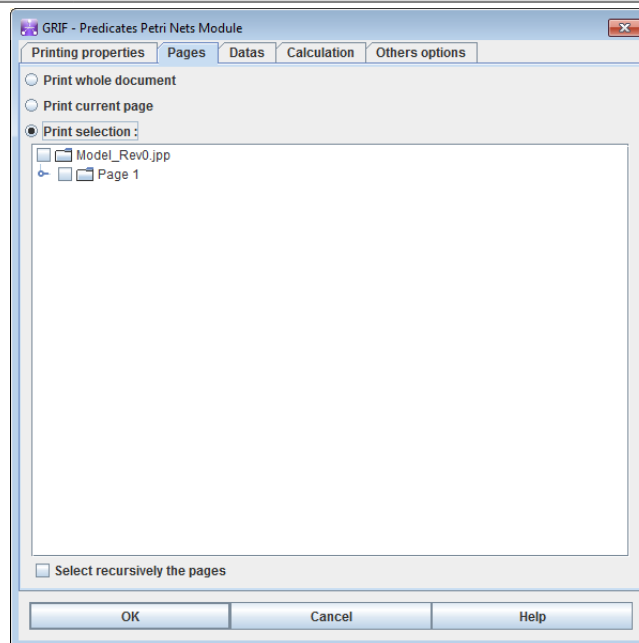 GRIF - Predicates Petri Nets Module
Printing properties Pages Datas Calculation Others options
Print whole document
Print current page
Print selection :
Model_Rev0.jpp
Page 1
Select recursively the pages
OK Cancel Help